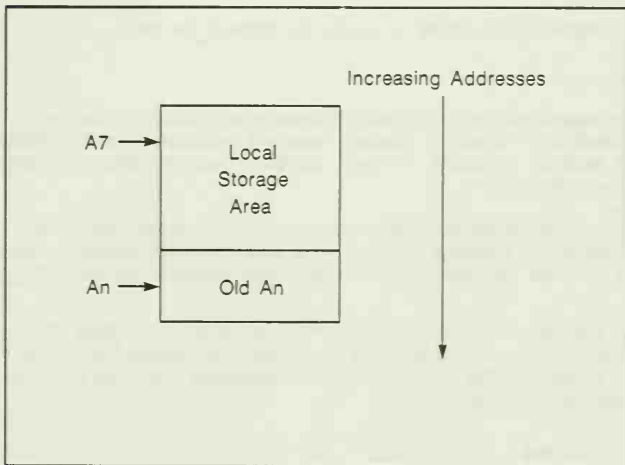 Increasing Addresses
A7
Local
Storage
Area
An
Old An